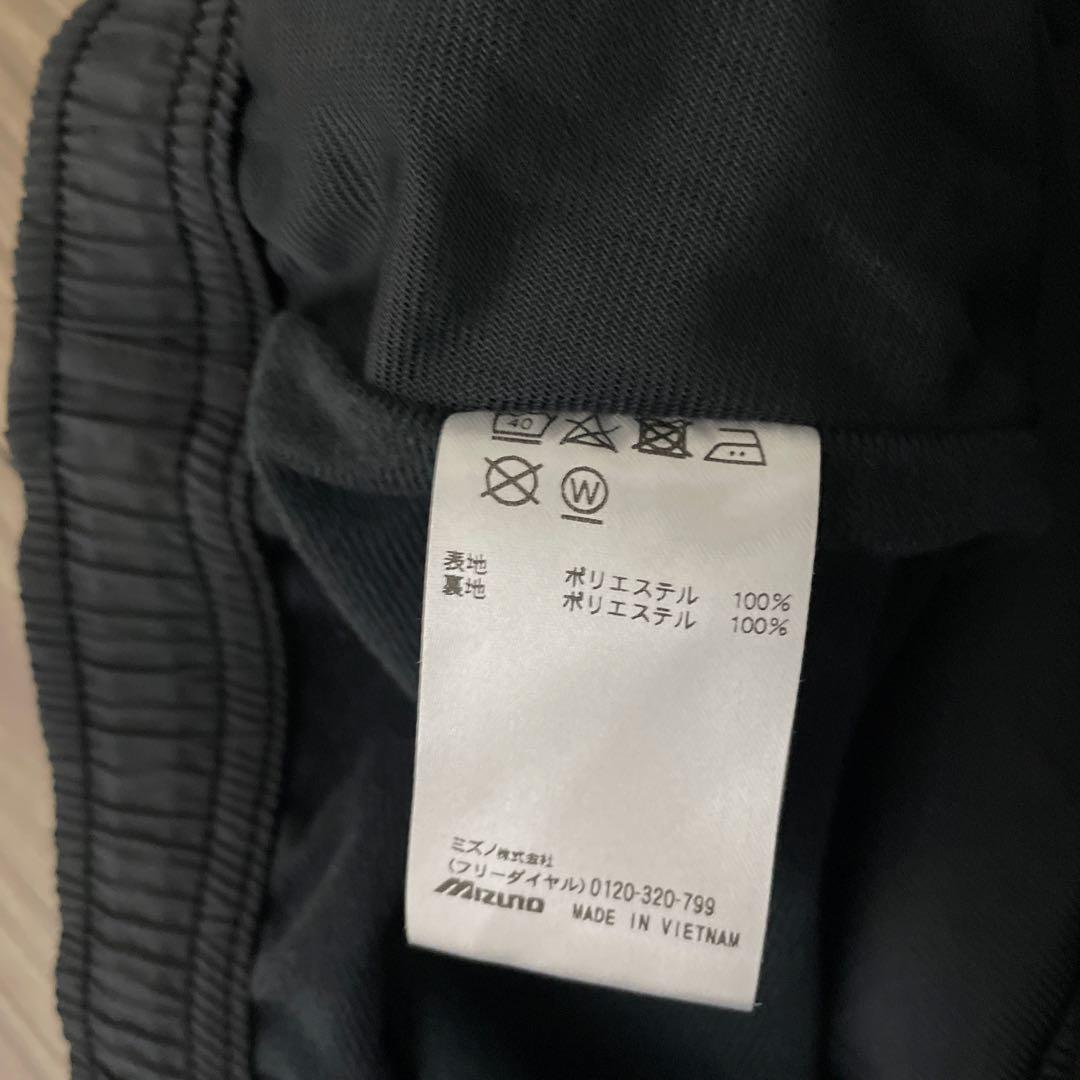 40
W
表地 ポリエステル 100%
裏地 ポリエステル 100%
ミズノ株式会社
(フリーダイヤル)0120-320-799
MIZUNO MADE IN VIETNAM